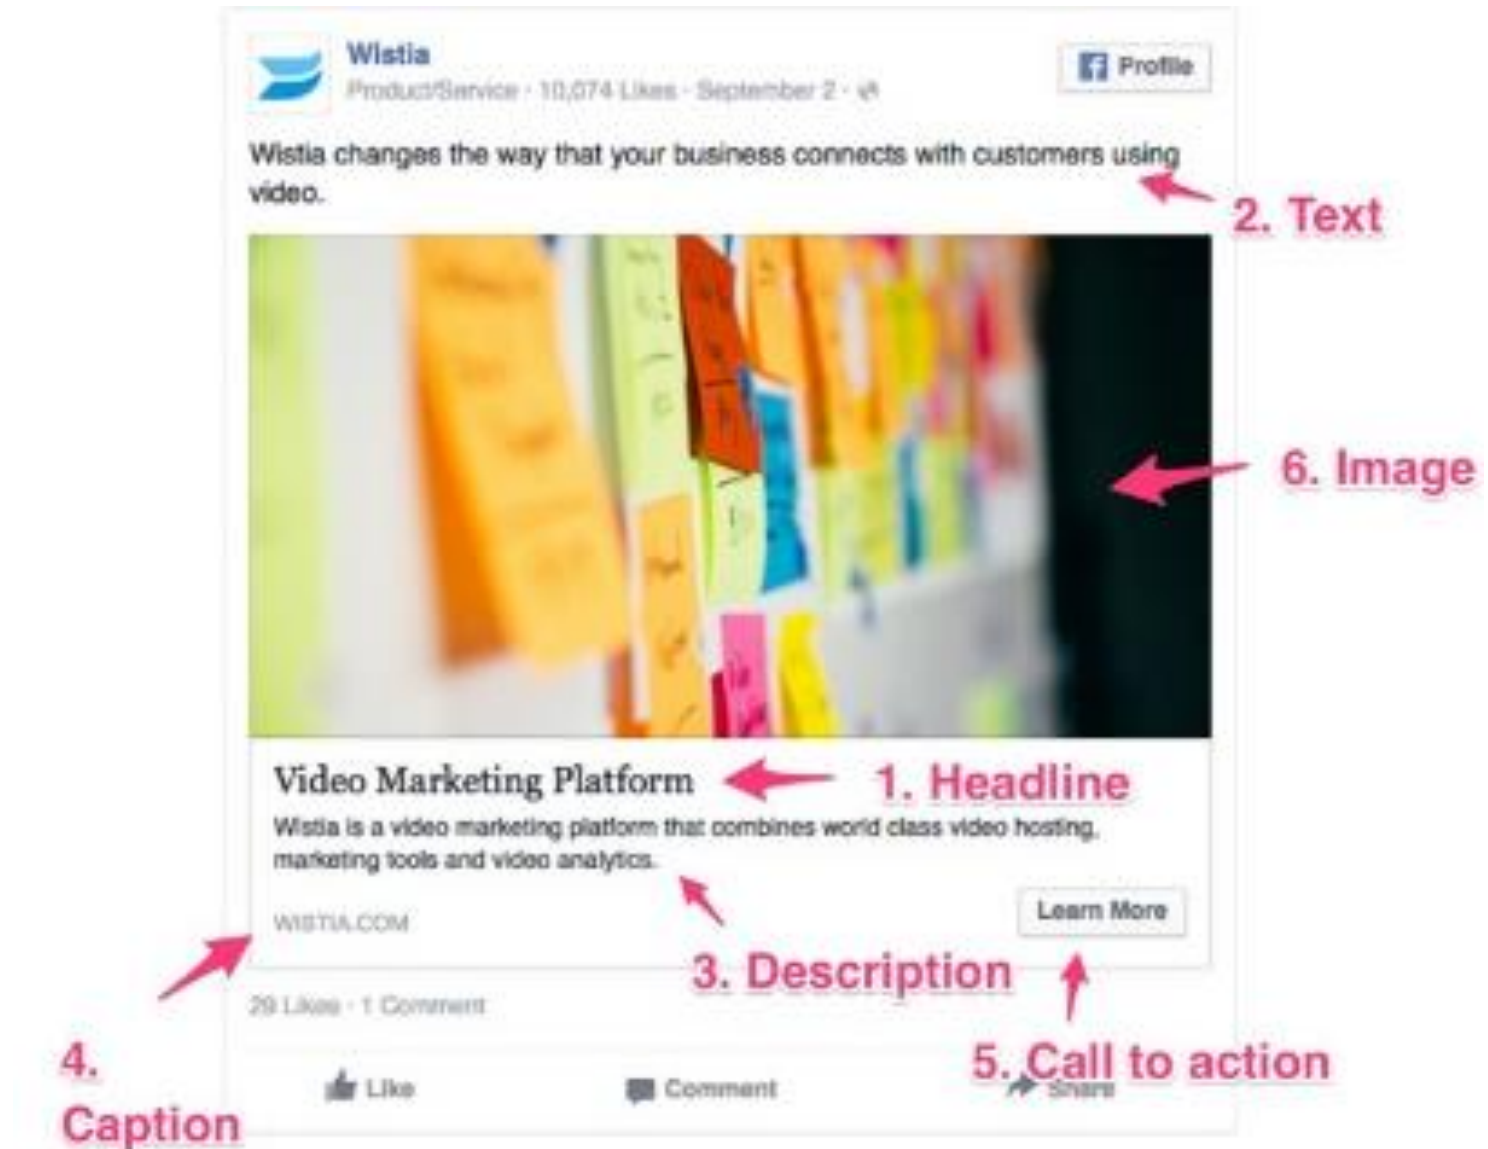 Wistia
Profile
Product/Service · 10,074 Likes · September 2 ·
Wistia changes the way that your business connects with customers using
video.
2. Text
6. Image
Video Marketing Platform
1. Headline
Wistia is a video marketing platform that combines world class video hosting,
marketing tools and video analytics.
WISTIA.COM
Learn More
3. Description
29 Likes · 1 Comment
4.
Caption
5. Call to action
Like
Comment
Share